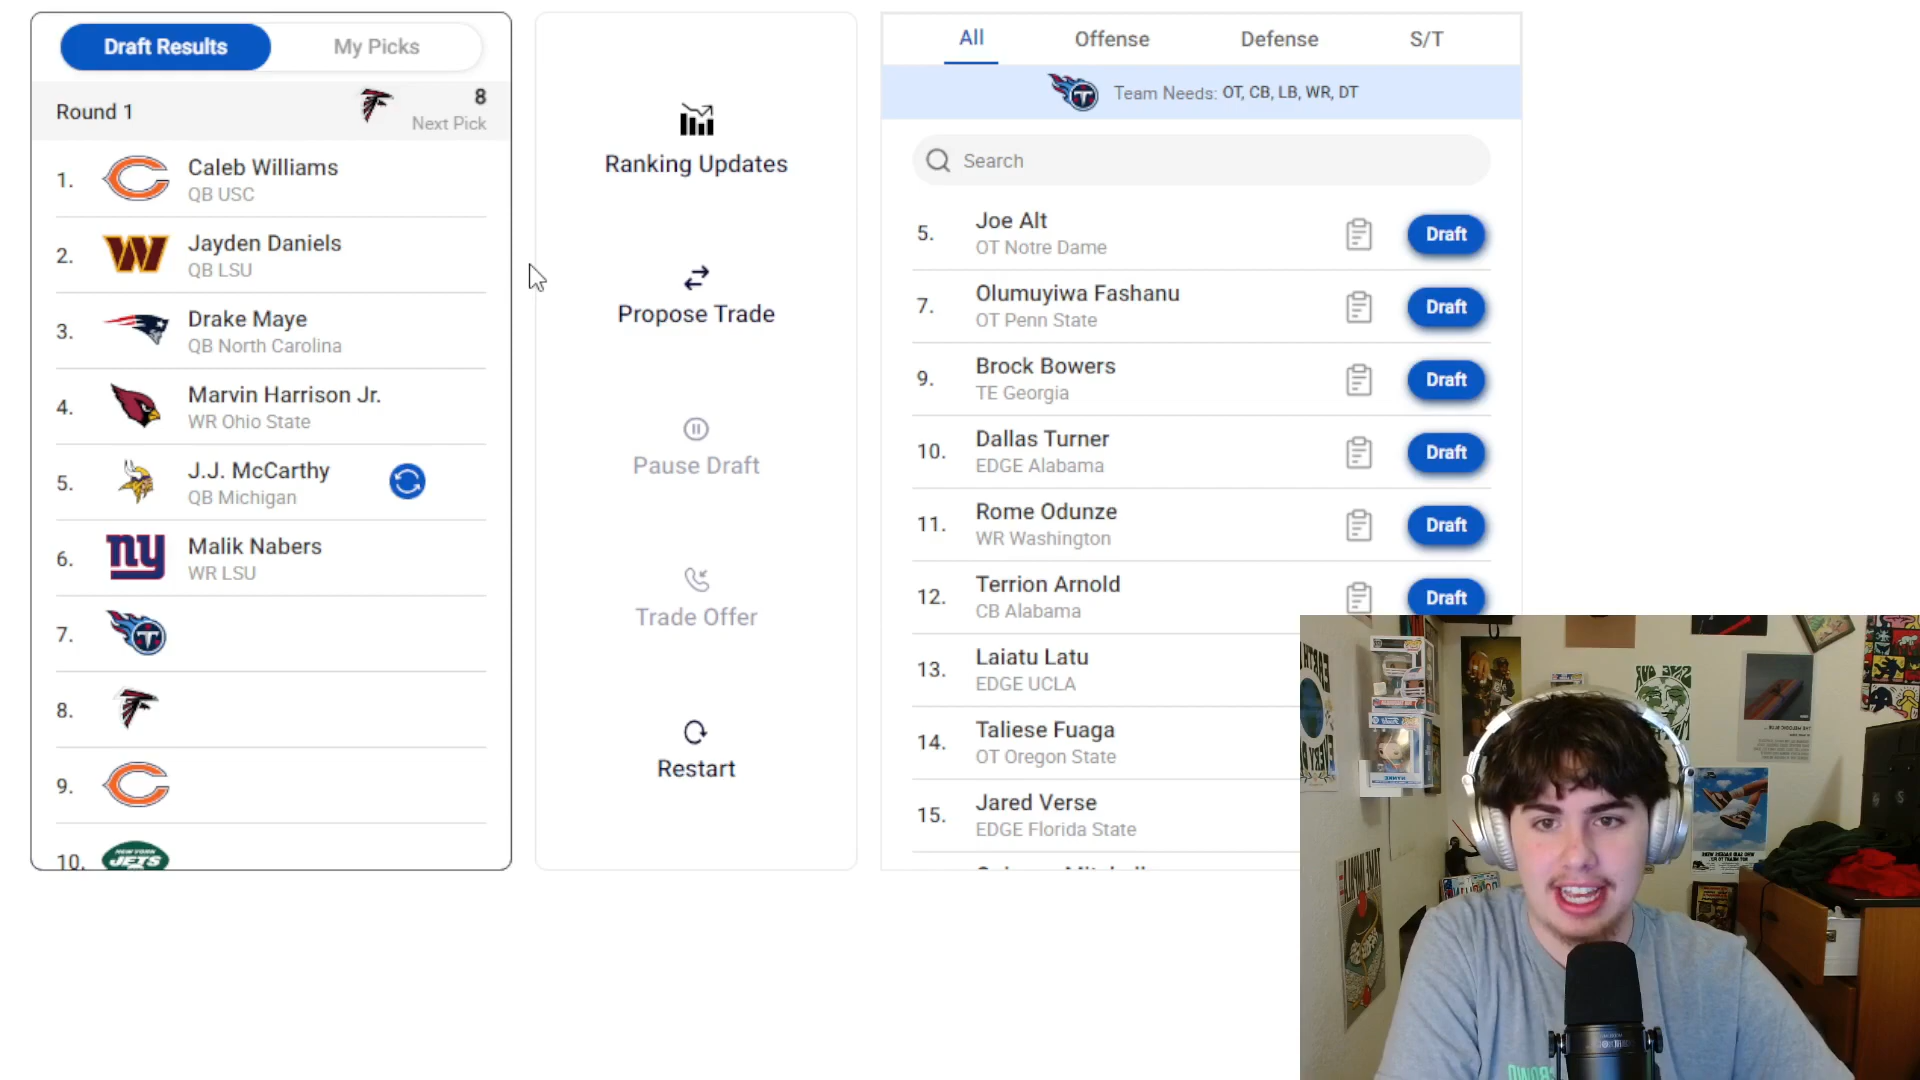 Draft Results
My Picks
Round 1
8
Next Pick
1.
Caleb Williams
QB USC
2.
Jayden Daniels
QB LSU
3.
Drake Maye
QB North Carolina
4.
Marvin Harrison Jr.
WR Ohio State
5.
J.J. McCarthy
QB Michigan
6.
ny
Malik Nabers
WR LSU
7.
T
8.
9.
10.
NEW YORK
JETS
Ranking Updates
Propose Trade
Pause Draft
Trade Offer
Restart
All
Offense
Defense
S/T
Team Needs: OT, CB, LB, WR, DT
Search
5.
Joe Alt
OT Notre Dame
Draft
7.
Olumuyiwa Fashanu
OT Penn State
Draft
9.
Brock Bowers
TE Georgia
Draft
10.
Dallas Turner
EDGE Alabama
Draft
11.
Rome Odunze
WR Washington
Draft
12.
Terrion Arnold
CB Alabama
Draft
13.
Laiatu Latu
EDGE UCLA
14.
Taliese Fuaga
OT Oregon State
15.
Jared Verse
EDGE Florida State